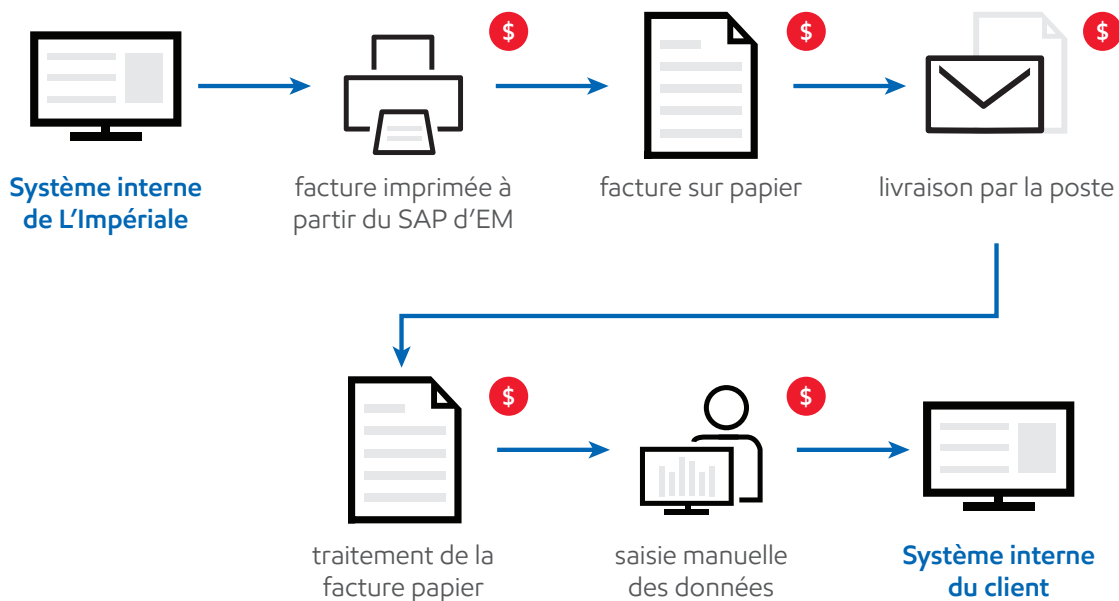 $
$
$
Système interne
de L’Impériale
facture imprimée à
partir du SAP d’EM
facture sur papier
livraison par la poste
$
$
traitement de la
facture papier
saisie manuelle
des données
Système interne
du client